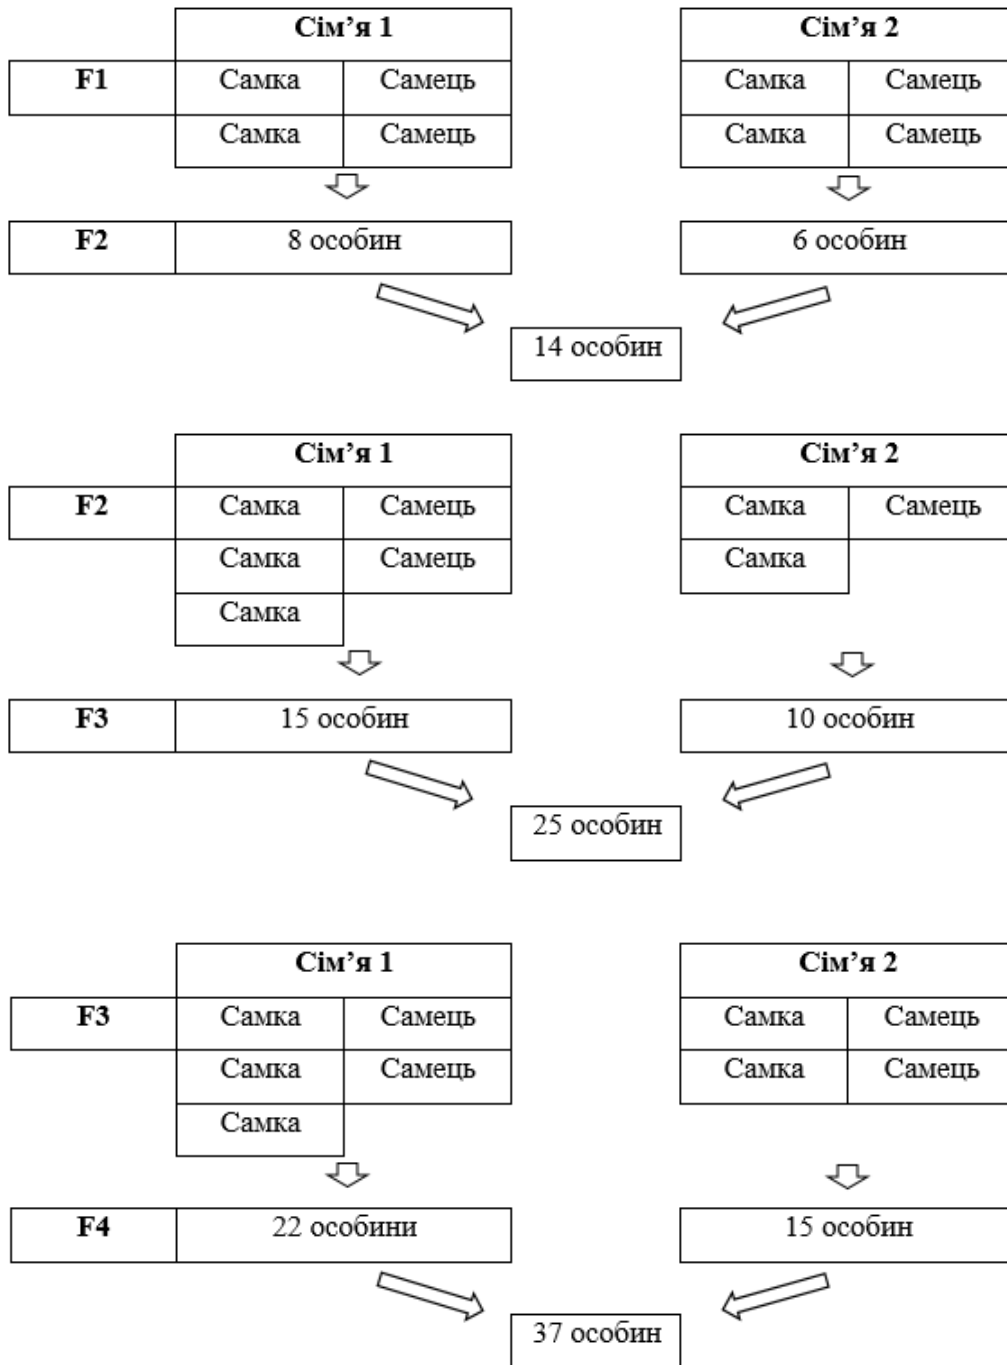 Сім’я 1 Сім’я 2
F1 Самка Самець Самка Самець
Самка Самець Самка Самець
F2 8 особин 6 особин
14 особин
Сім’я 1 Сім’я 2
F2 Самка Самець Самка Самець
Самка Самець Самка
Самка
F3 15 особин 10 особин
25 особин
Сім’я 1 Сім’я 2
F3 Самка Самець Самка Самець
Самка Самець Самка Самець
Самка
F4 22 особини 15 особин
37 особин